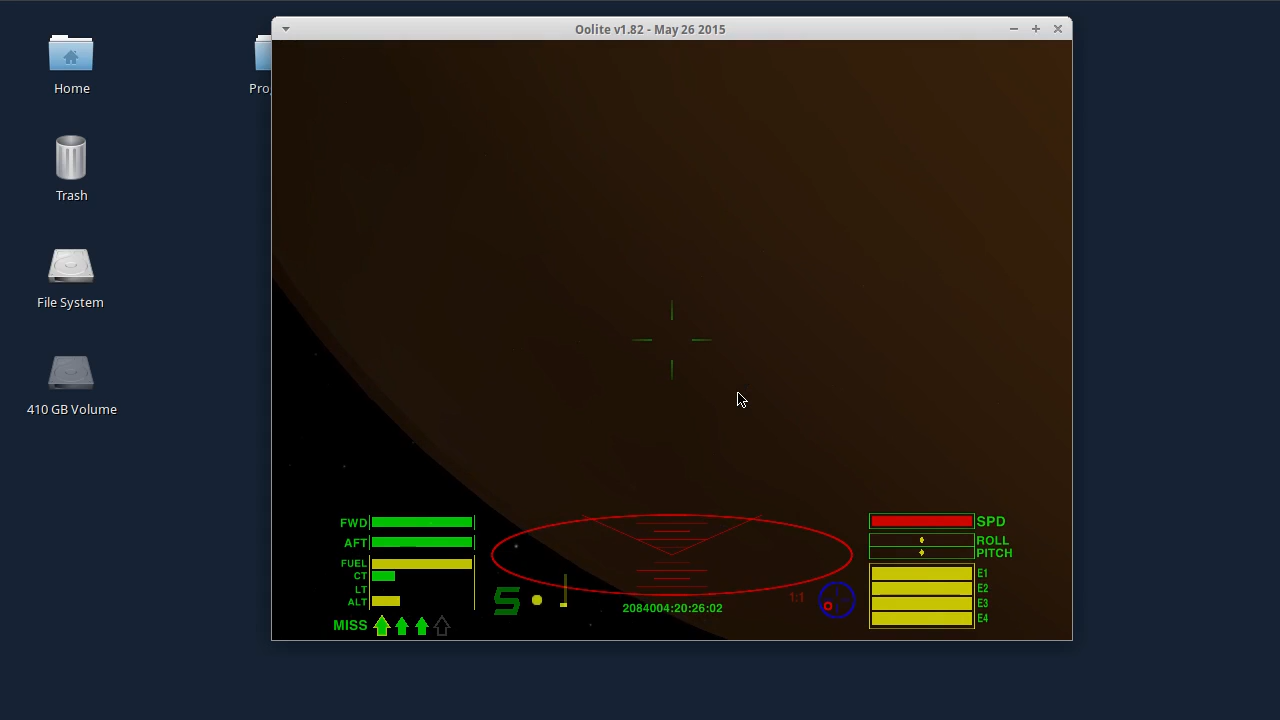 Oolite v1.82 - May 26 2015
Home
Trash
File System
410 GB Volume
FWD
AFT
FUEL
CT
LT
ALT
MISS
S
2084004:20:26:02
1:1
SPD
ROLL
PITCH
E1
E2
E3
E4